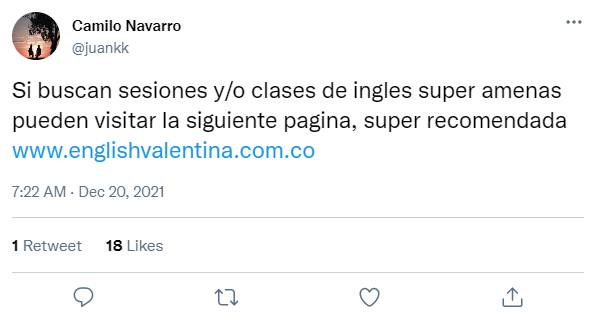 Camilo Navarro
@juankk
Si buscan sesiones y/o clases de ingles super amenas
pueden visitar la siguiente pagina, super recomendada
www.englishvalentina.com.co
7:22 AM · Dec 20, 2021
1 Retweet 18 Likes